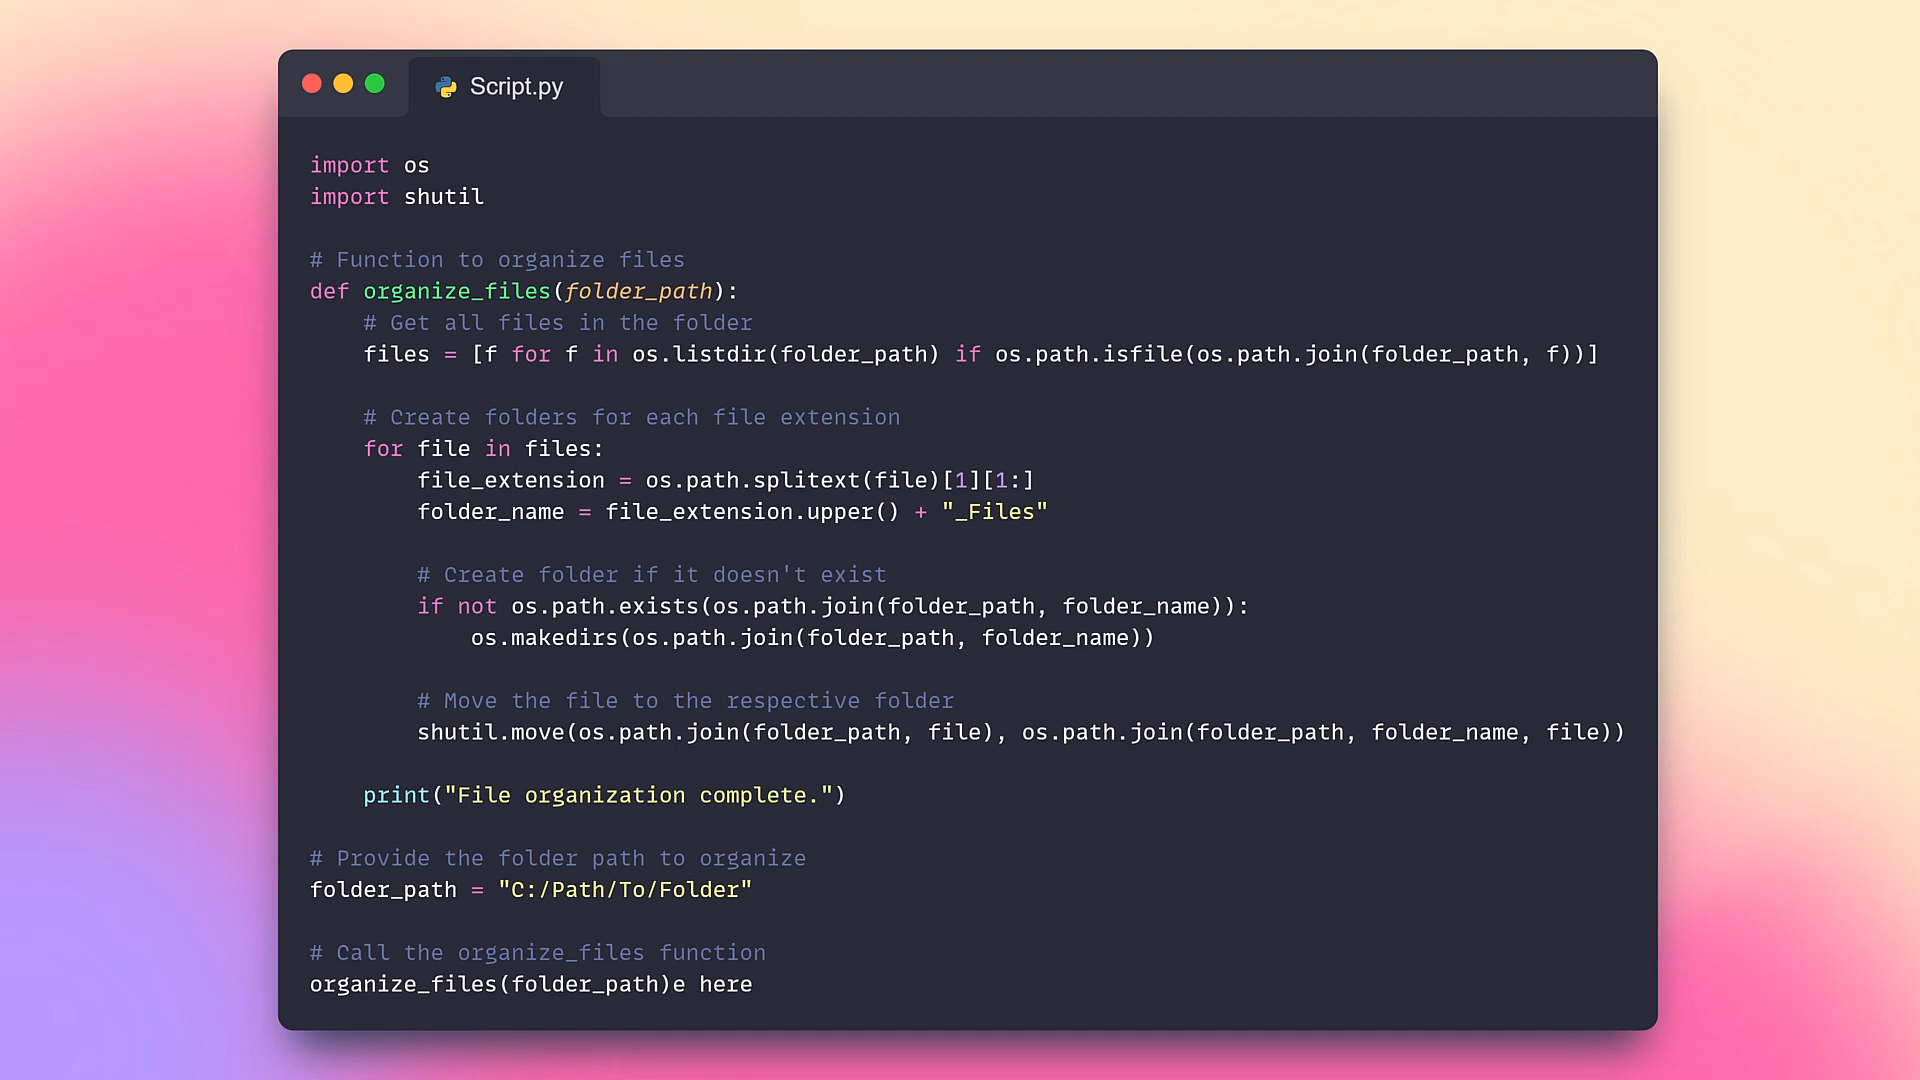 Script.py
import os
import shutil
# Function to organize files
def organize_files(folder_path):
    # Get all files in the folder
    files = [f for f in os.listdir(folder_path) if os.path.isfile(os.path.join(folder_path, f))]
    # Create folders for each file extension
    for file in files:
        file_extension = os.path.splitext(file)[1][1:]
        folder_name = file_extension.upper() + "_Files"
        # Create folder if it doesn't exist
        if not os.path.exists(os.path.join(folder_path, folder_name)):
            os.makedirs(os.path.join(folder_path, folder_name))
        # Move the file to the respective folder
        shutil.move(os.path.join(folder_path, file), os.path.join(folder_path, folder_name, file))
    print("File organization complete.")
# Provide the folder path to organize
folder_path = "C:/Path/To/Folder"
# Call the organize_files function
organize_files(folder_path)e here